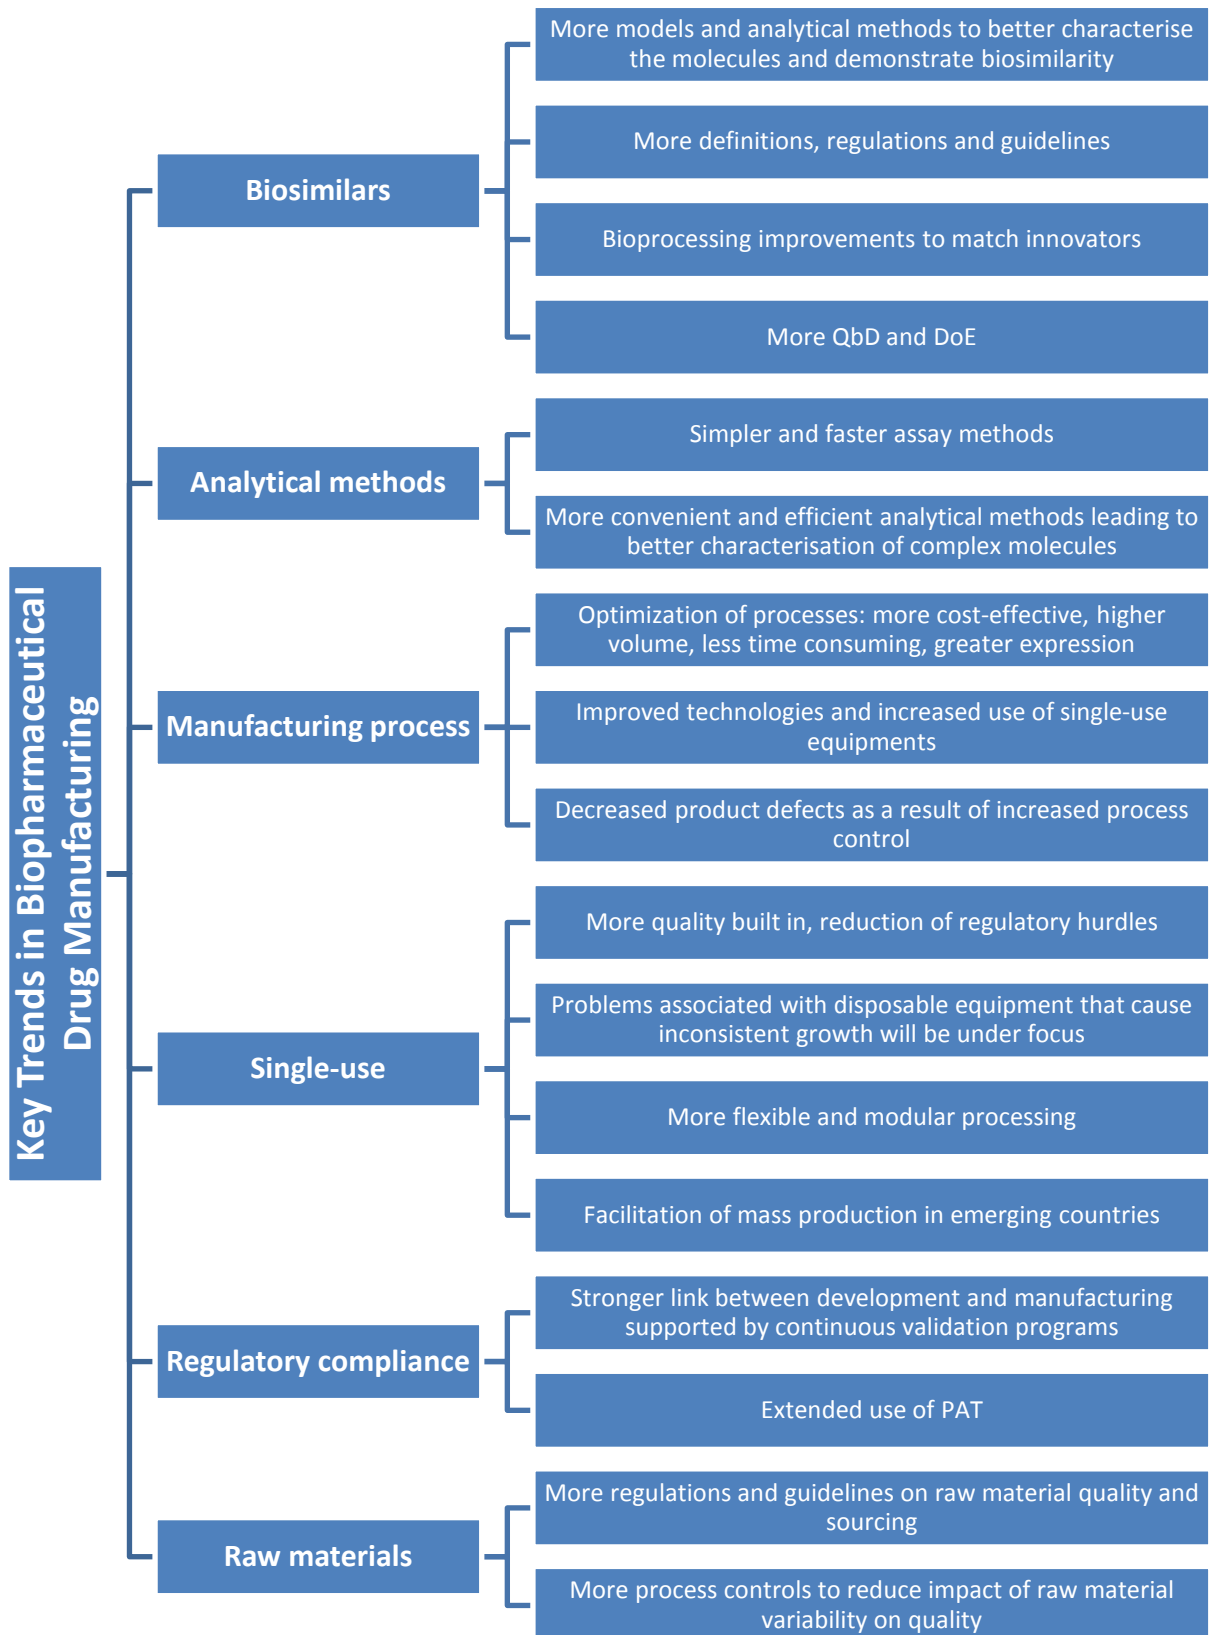 Key Trends in Biopharmaceutical
Drug Manufacturing
Biosimilars
More models and analytical methods to better characterise
the molecules and demonstrate biosimilarity
More definitions, regulations and guidelines
Bioprocessing improvements to match innovators
More QbD and DoE
Analytical methods
Simpler and faster assay methods
More convenient and efficient analytical methods leading to
better characterisation of complex molecules
Manufacturing process
Optimization of processes: more cost-effective, higher
volume, less time consuming, greater expression
Improved technologies and increased use of single-use
equipments
Decreased product defects as a result of increased process
control
Single-use
More quality built in, reduction of regulatory hurdles
Problems associated with disposable equipment that cause
inconsistent growth will be under focus
More flexible and modular processing
Facilitation of mass production in emerging countries
Regulatory compliance
Stronger link between development and manufacturing
supported by continuous validation programs
Extended use of PAT
Raw materials
More regulations and guidelines on raw material quality and
sourcing
More process controls to reduce impact of raw material
variability on quality